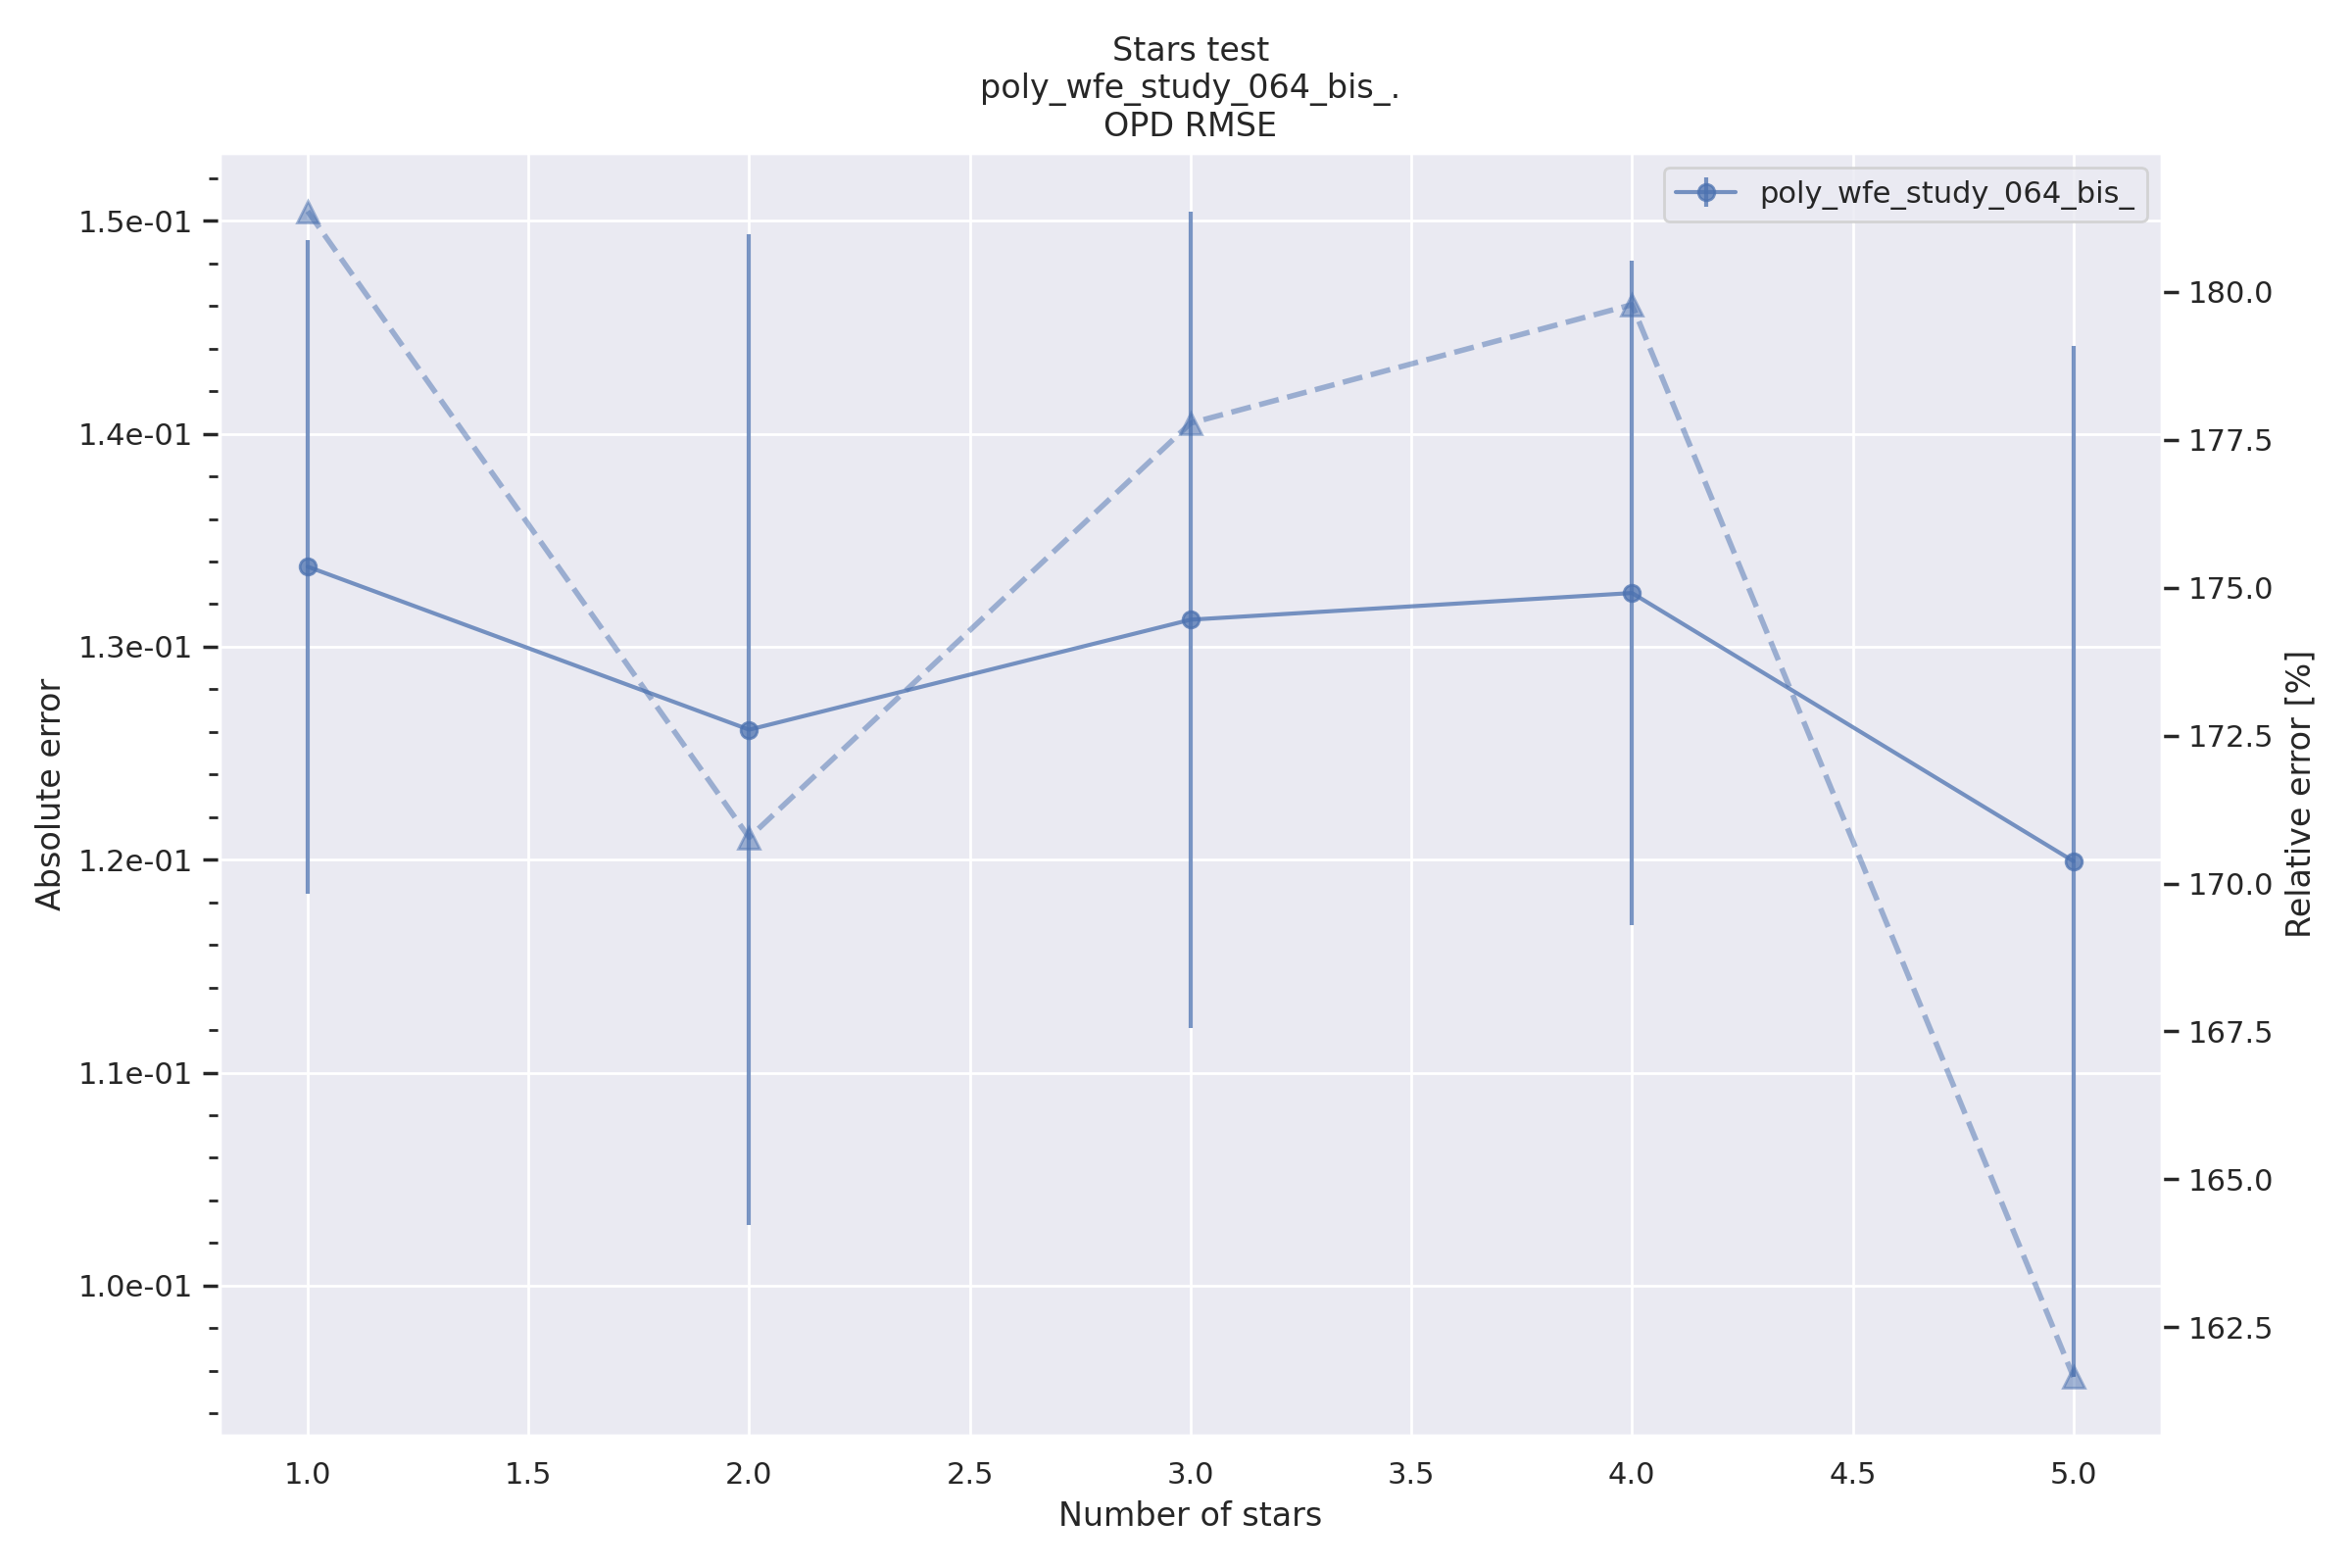 Stars test
poly_wfe_study_064_bis_.
OPD RMSE
poly_wfe_study_064_bis_
Absolute error
1.5e-01
1.4e-01
1.3e-01
1.2e-01
1.1e-01
1.0e-01
Relative error [%]
180.0
177.5
175.0
172.5
170.0
167.5
165.0
162.5
1.0 1.5 2.0 2.5 3.0 3.5 4.0 4.5 5.0
Number of stars